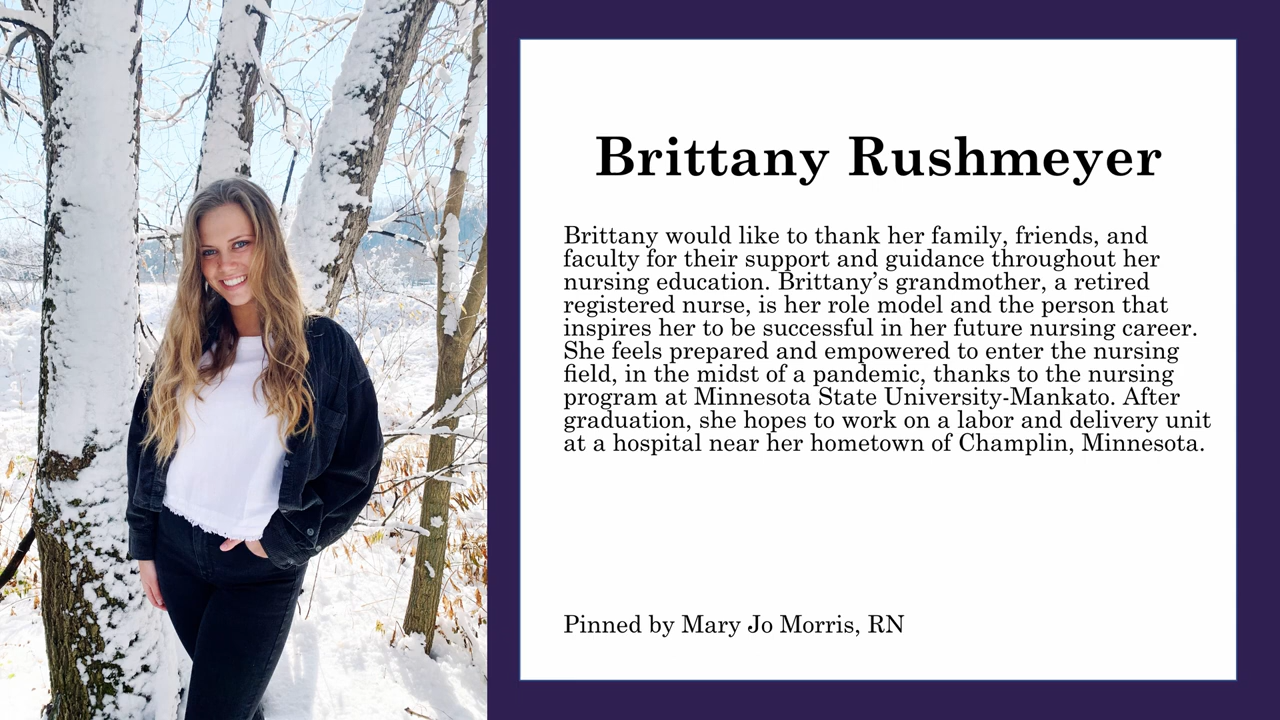 Brittany Rushmeyer
Brittany would like to thank her family, friends, and
faculty for their support and guidance throughout her
nursing education. Brittany’s grandmother, a retired
registered nurse, is her role model and the person that
inspires her to be successful in her future nursing career.
She feels prepared and empowered to enter the nursing
field, in the midst of a pandemic, thanks to the nursing
program at Minnesota State University-Mankato. After
graduation, she hopes to work on a labor and delivery unit
at a hospital near her hometown of Champlin, Minnesota.
Pinned by Mary Jo Morris, RN